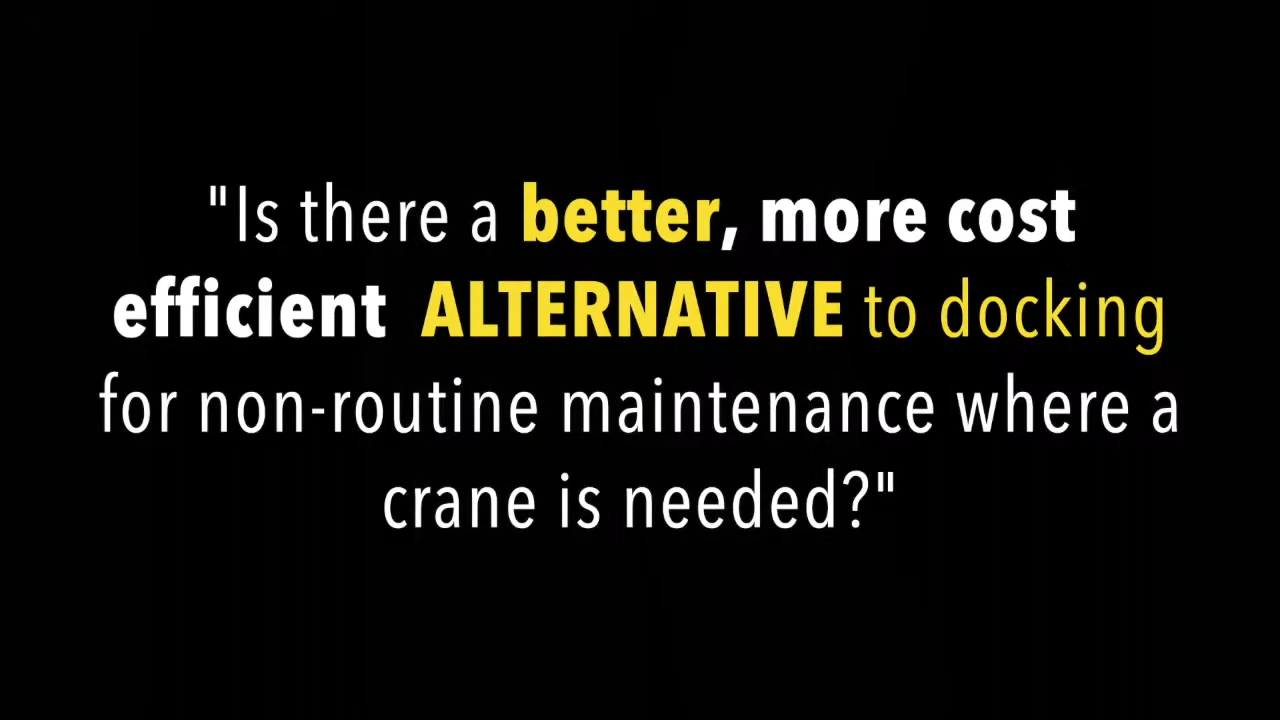 "Is there a better, more cost
efficient ALTERNATIVE to docking
for non-routine maintenance where a
crane is needed?"